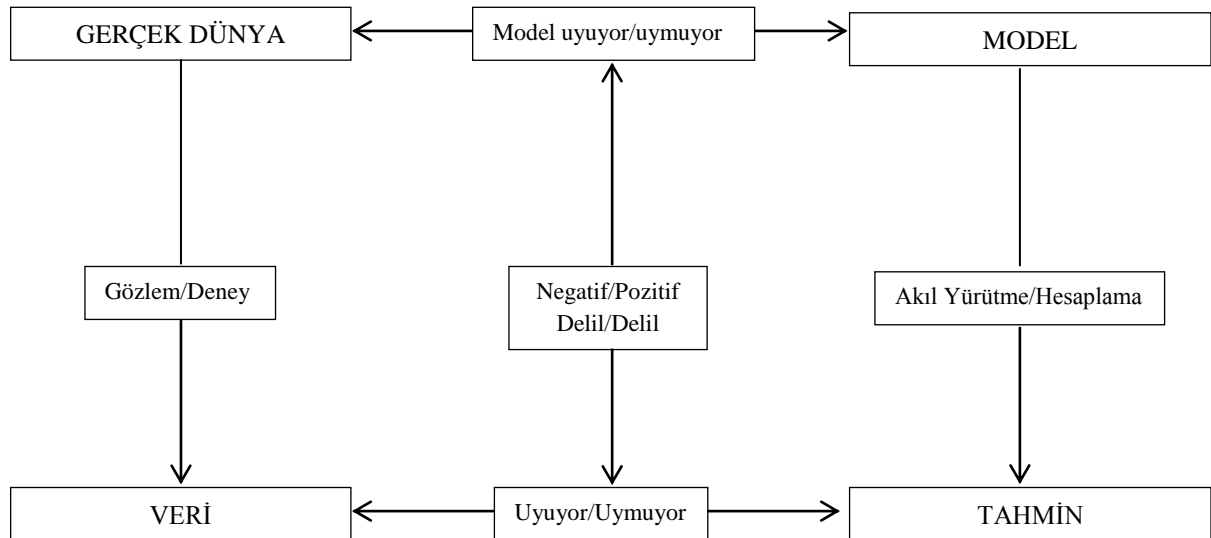 GERÇEK DÜNYA
Model uyuyor/uymuyor
MODEL
Gözlem/Deney
Negatif/Pozitif
Delil/Delil
Akıl Yürütme/Hesaplama
VERİ
Uyuyor/Uymuyor
TAHMİN